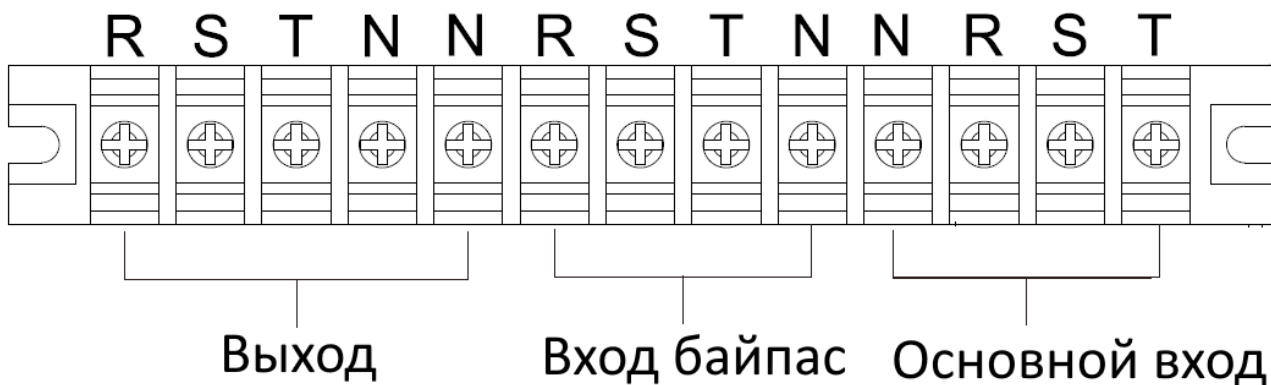 R S T N N R S T N N R S T
Выход Вход байпас Основной вход